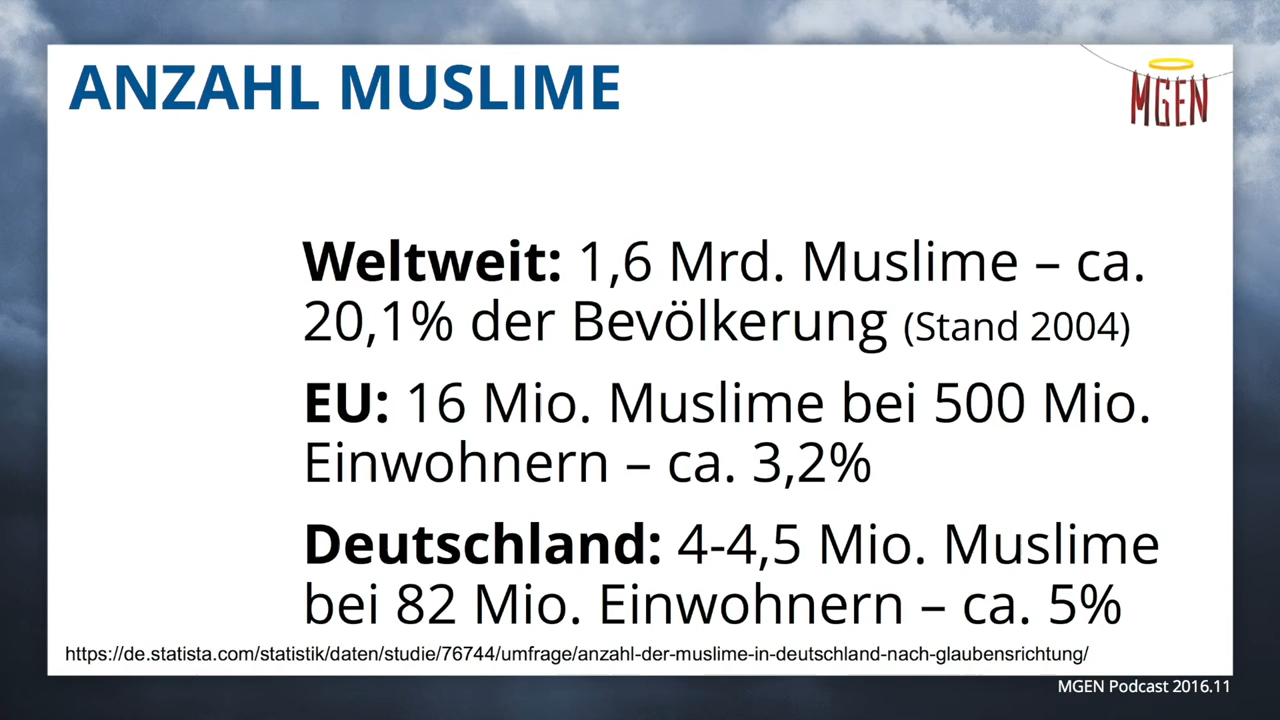 ANZAHL MUSLIME
MGEN
Weltweit: 1,6 Mrd. Muslime – ca.
20,1% der Bevölkerung (Stand 2004)
EU: 16 Mio. Muslime bei 500 Mio.
Einwohnern – ca. 3,2%
Deutschland: 4-4,5 Mio. Muslime
bei 82 Mio. Einwohnern – ca. 5%
https://de.statista.com/statistik/daten/studie/76744/umfrage/anzahl-der-muslime-in-deutschland-nach-glaubensrichtung/
MGEN Podcast 2016.11